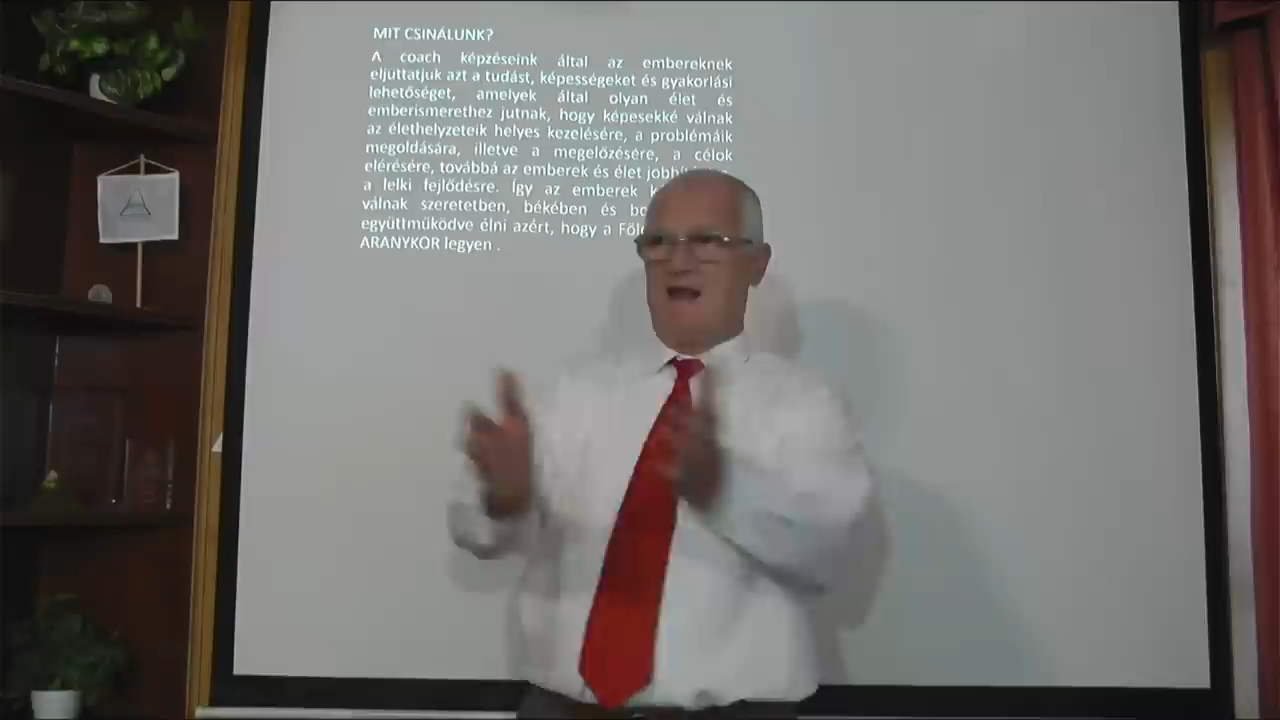 MIT CSINÁLUNK?
A coach képzéseink által az embereknek
eljuttatjuk azt a tudást, képességeket és gyakorlási
lehetőséget, amelyek által olyan élet és
emberismerethez jutnak, hogy képesekké válnak
az élethelyzeteik helyes kezelésére, a problémáik
megoldására, illetve a megelőzésére, a célok
elérésére, továbbá az emberek és élet
a lelki fejlődésre. Így az emberek
válnak szeretetben, békében és
együttműködve élni azért, hogy a
ARANYKOR legyen .